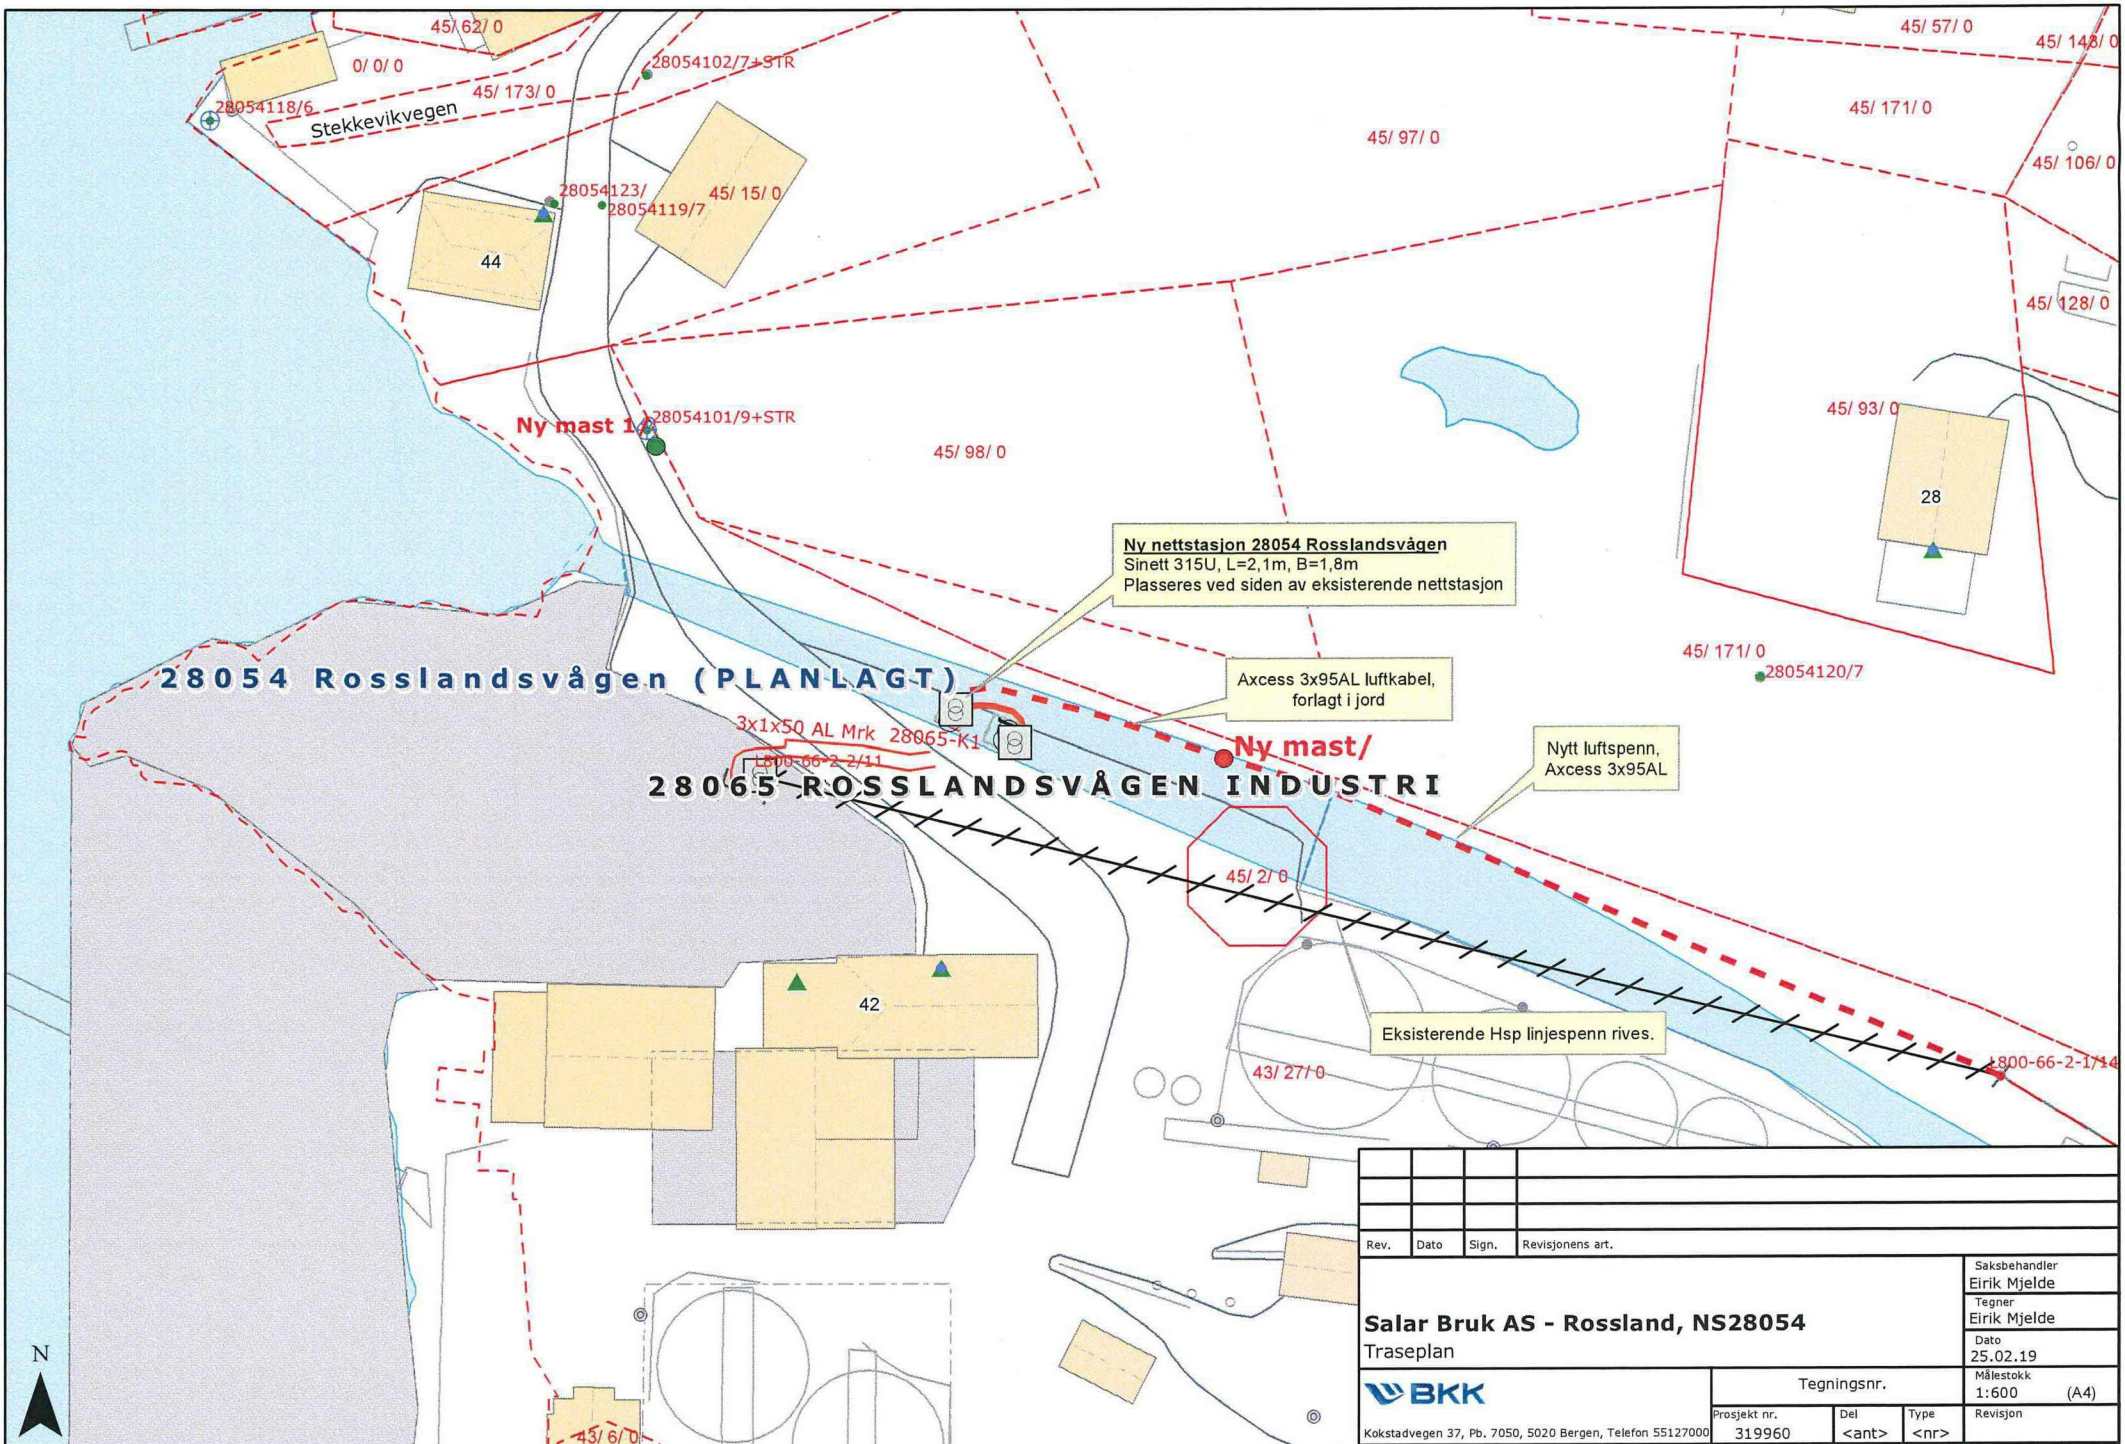 45/ 62/ 0
45/ 57/ 0
45/ 148/ 0
0/ 0/ 0
28054102/7+STR
45/ 173/ 0
28054118/6
Stekkevikvegen
45/ 171/ 0
45/ 97/ 0
45/ 106/ 0
28054123/
45/ 15/ 0
28054119/7
44
45/ 128/ 0
45/ 93/ 0
Ny mast 1/
28054101/9+STR
45/ 98/ 0
28
Ny nettstasjon 28054 Rosslandsvågen
Sinett 315U, L=2,1m, B=1,8m
Plasseres ved siden av eksisterende nettstasjon
45/ 171/ 0
28054120/7
28054 Rosslandsvågen (PLANLAGT)
Axcess 3x95AL luftkabel,
forlagt i jord
3x1x50 AL Mrk 28065-K1
Ny mast/
Nytt luftspenn,
Axcess 3x95AL
L800-66-2-2/11
28065 ROSSLANDSVÅGEN INDUSTRI
45/ 2/ 0
42
Eksisterende Hsp linjespenn rives.
L800-66-2-1/14
43/ 27/ 0
Rev. Dato Sign. Revisjonens art.
Saksbehandler
Eirik Mjelde
Tegner
Eirik Mjelde
Salar Bruk AS - Rossland, NS28054
Traseplan
Dato
25.02.19
N
BKK
Tegningsnr.
Målestokk
1:600 (A4)
Prosjekt nr. Del Type Revisjon
Kokstadvegen 37, Pb. 7050, 5020 Bergen, Telefon 55127000
319960 <ant> <nr>
43/ 6/ 0